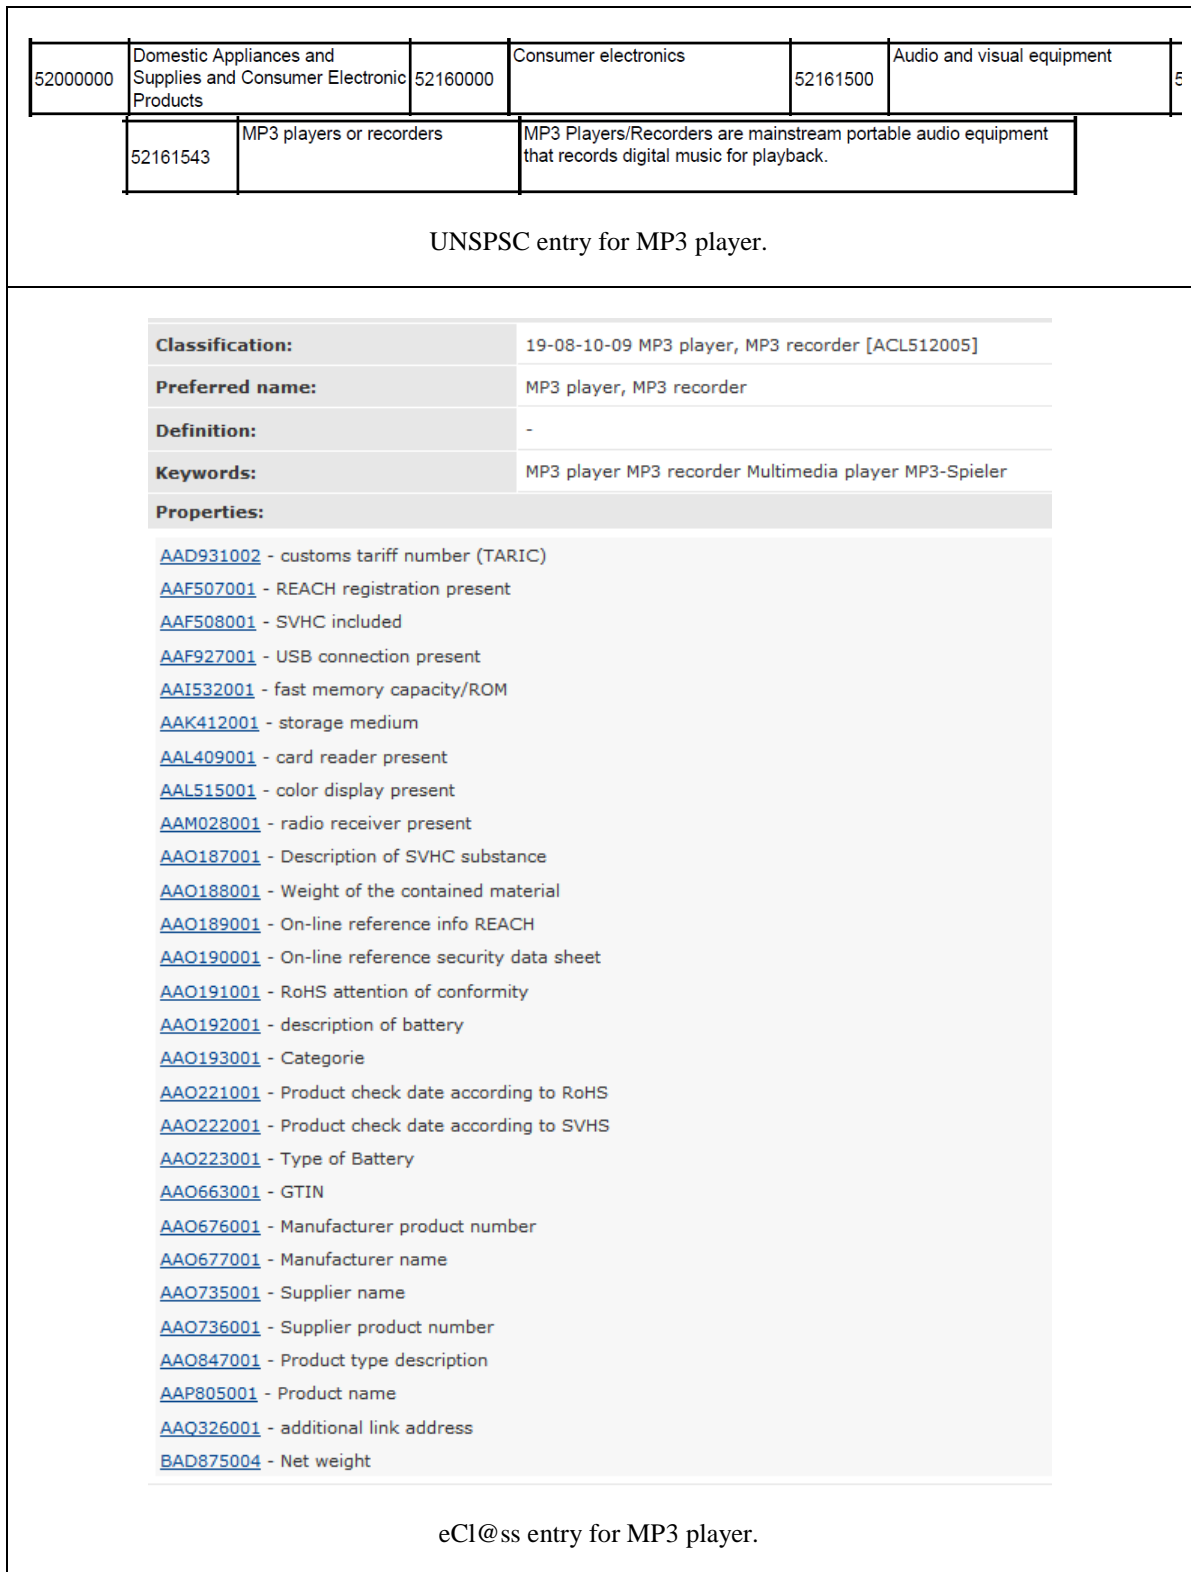 Domestic Appliances and
Supplies and Consumer Electronic
Products
52000000
Consumer electronics
52160000
Audio and visual equipment
52161500
5
MP3 players or recorders
52161543
MP3 Players/Recorders are mainstream portable audio equipment
that records digital music for playback.
UNSPSC entry for MP3 player.
Classification: 19-08-10-09 MP3 player, MP3 recorder [ACL512005]
Preferred name: MP3 player, MP3 recorder
Definition: -
Keywords: MP3 player MP3 recorder Multimedia player MP3-Spieler
Properties:
AAD931002 - customs tariff number (TARIC)
AAF507001 - REACH registration present
AAF508001 - SVHC included
AAF927001 - USB connection present
AAI532001 - fast memory capacity/ROM
AAK412001 - storage medium
AAL409001 - card reader present
AAL515001 - color display present
AAM028001 - radio receiver present
AAO187001 - Description of SVHC substance
AAO188001 - Weight of the contained material
AAO189001 - On-line reference info REACH
AAO190001 - On-line reference security data sheet
AAO191001 - RoHS attention of conformity
AAO192001 - description of battery
AAO193001 - Categorie
AAO221001 - Product check date according to RoHS
AAO222001 - Product check date according to SVHS
AAO223001 - Type of Battery
AAO663001 - GTIN
AAO676001 - Manufacturer product number
AAO677001 - Manufacturer name
AAO735001 - Supplier name
AAO736001 - Supplier product number
AAO847001 - Product type description
AAP805001 - Product name
AAQ326001 - additional link address
BAD875004 - Net weight
eCl@ss entry for MP3 player.